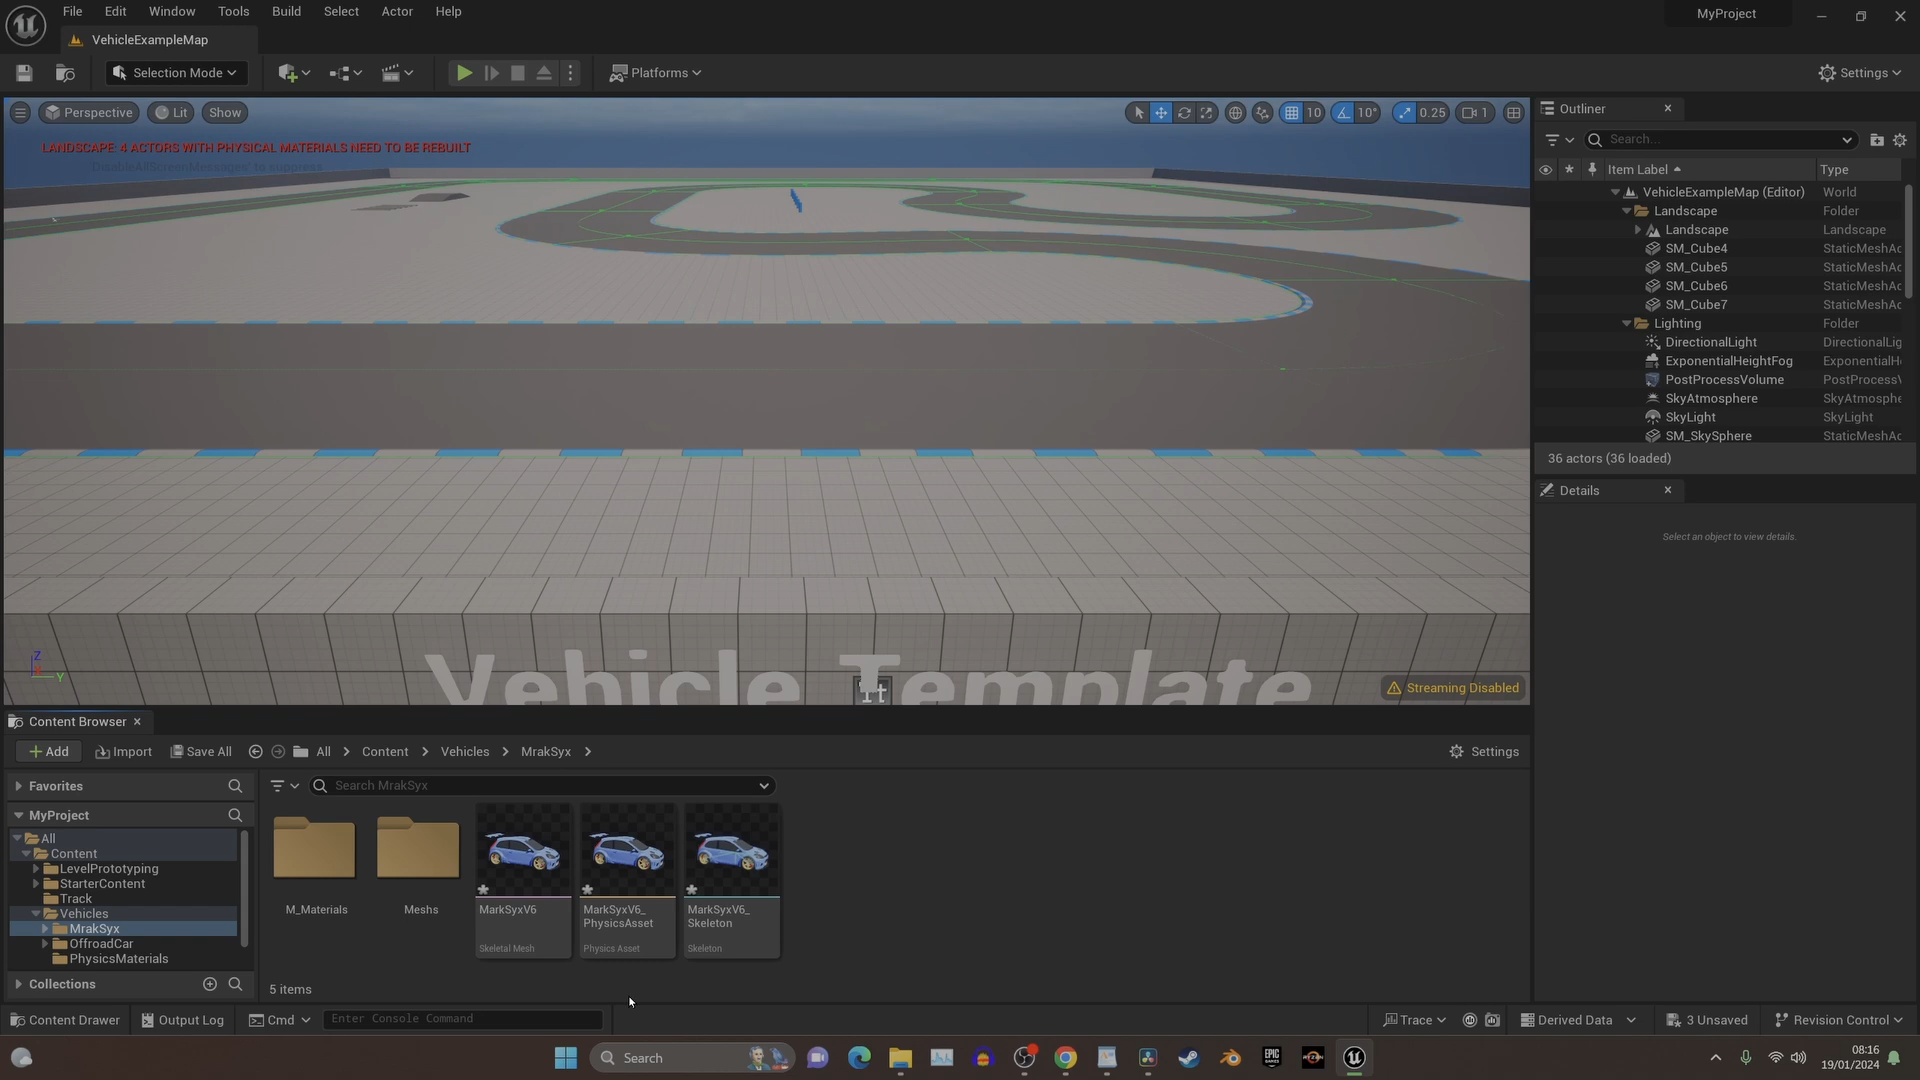 File Edit Window Tools Build Select Actor Help
MyProject
VehicleExampleMap
Selection Mode
Platforms
Settings
Perspective Lit Show
10 10° 0.25 1
LANDSCAPE: 4 ACTORS WITH PHYSICAL MATERIALS NEED TO BE REBUILT
'DisableAllScreenMessages' to suppress
Vehicle Template
Streaming Disabled
Z
Y
Outliner
Search...
Item Label Type
VehicleExampleMap (Editor) World
Landscape Folder
Landscape Landscape
SM_Cube4 StaticMeshAc
SM_Cube5 StaticMeshAc
SM_Cube6 StaticMeshAc
SM_Cube7 StaticMeshAc
Lighting Folder
DirectionalLight DirectionalLig
ExponentialHeightFog ExponentialH
PostProcessVolume PostProcessV
SkyAtmosphere SkyAtmosphe
SkyLight SkyLight
SM_SkySphere StaticMeshAc
36 actors (36 loaded)
Details
Select an object to view details.
Content Browser
Add Import Save All All > Content > Vehicles > MrakSyx >
Settings
Favorites
Search MrakSyx
MyProject
All
Content
LevelPrototyping
StarterContent
Track
Vehicles
MrakSyx
OffroadCar
PhysicsMaterials
Collections
M_Materials
Meshs
MarkSyxV6
Skeletal Mesh
MarkSyxV6_
PhysicsAsset
Physics Asset
MarkSyxV6_
Skeleton
Skeleton
5 items
Content Drawer Output Log Cmd Enter Console Command
Trace Derived Data 3 Unsaved Revision Control
Search
EPIC
GAMES
RYZEN
08:16
19/01/2024